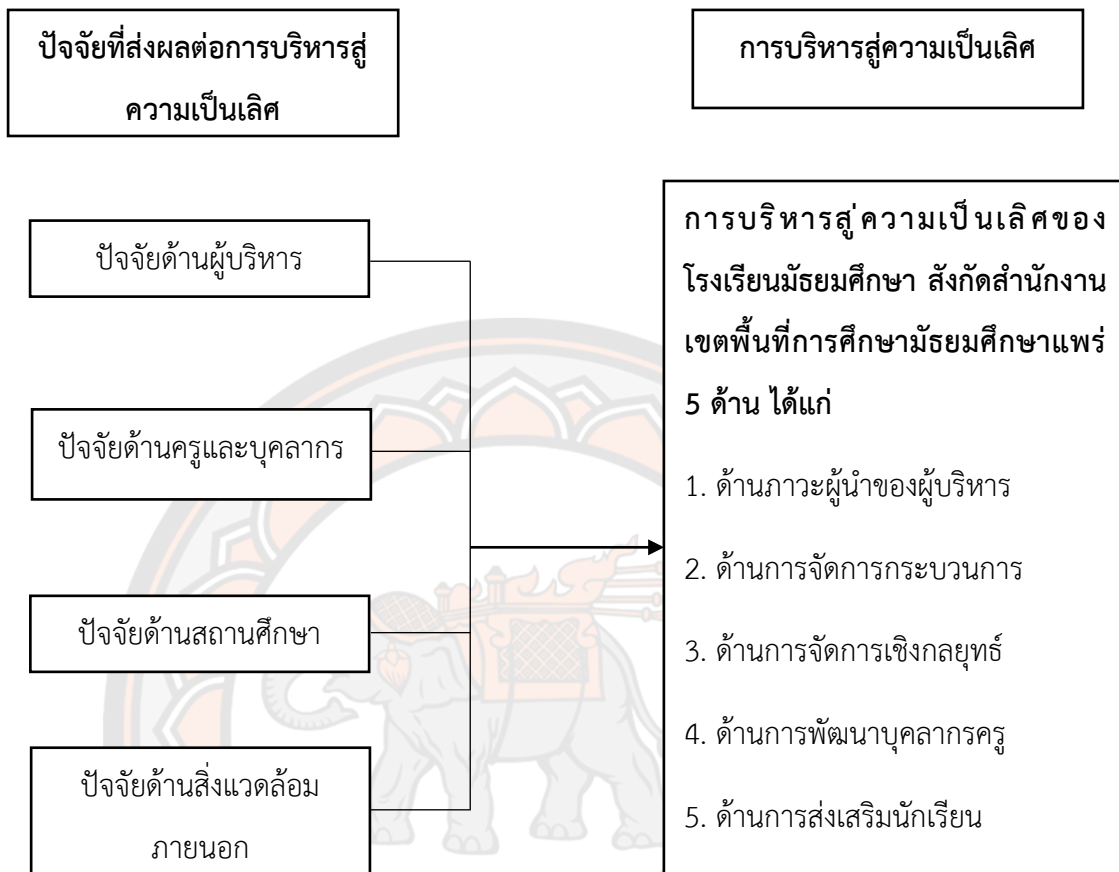 ปัจจัยที่ส่งผลต่อการบริหารสู่
ความเป็นเลิศ
การบริหารสู่ความเป็นเลิศ
ปัจจัยด้านผู้บริหาร
ปัจจัยด้านครูและบุคลากร
ปัจจัยด้านสถานศึกษา
ปัจจัยด้านสิ่งแวดล้อม
ภายนอก
การบริหารสู่ความเป็นเลิศของ
โรงเรียนมัธยมศึกษา สังกัดสำนักงาน
เขตพื้นที่การศึกษามัธยมศึกษาแพร่
5 ด้าน ได้แก่
1. ด้านภาวะผู้นำของผู้บริหาร
2. ด้านการจัดการกระบวนการ
3. ด้านการจัดการเชิงกลยุทธ์
4. ด้านการพัฒนาบุคลากรครู
5. ด้านการส่งเสริมนักเรียน